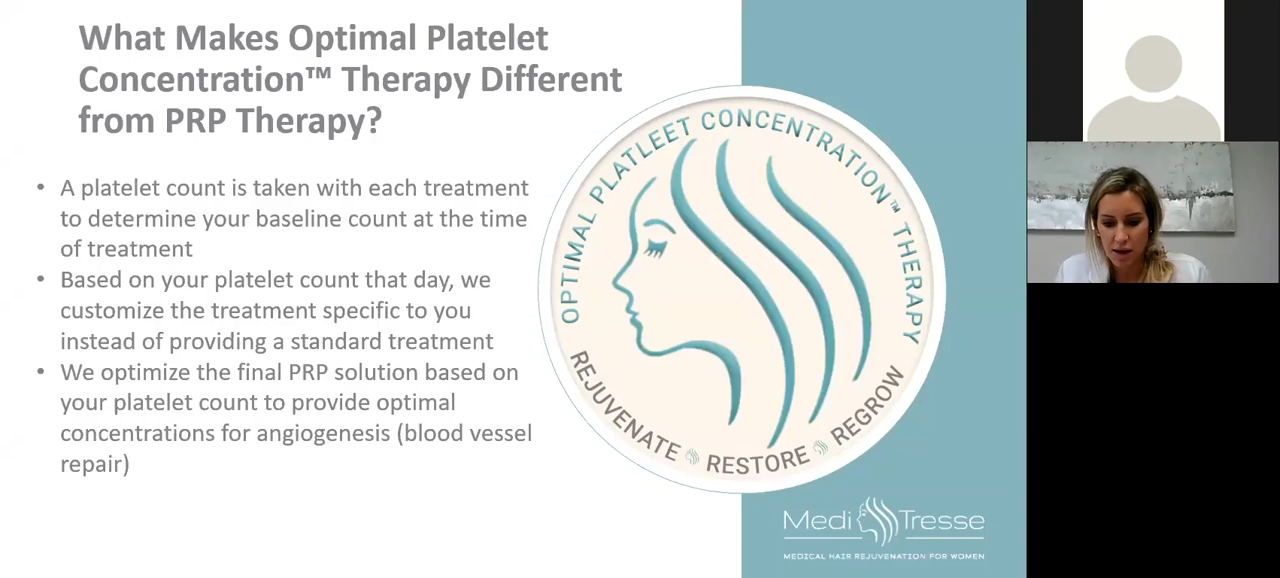 What Makes Optimal Platelet
Concentration™ Therapy Different
from PRP Therapy?
• A platelet count is taken with each treatment
to determine your baseline count at the time
of treatment
• Based on your platelet count that day, we
customize the treatment specific to you
instead of providing a standard treatment
• We optimize the final PRP solution based on
your platelet count to provide optimal
concentrations for angiogenesis (blood vessel
repair)
OPTIMAL PLATLEET CONCENTRATION™ THERAPY
REJUVENATE RESTORE REGROW
Medi Tresse
MEDICAL HAIR REJUVENATION FOR WOMEN